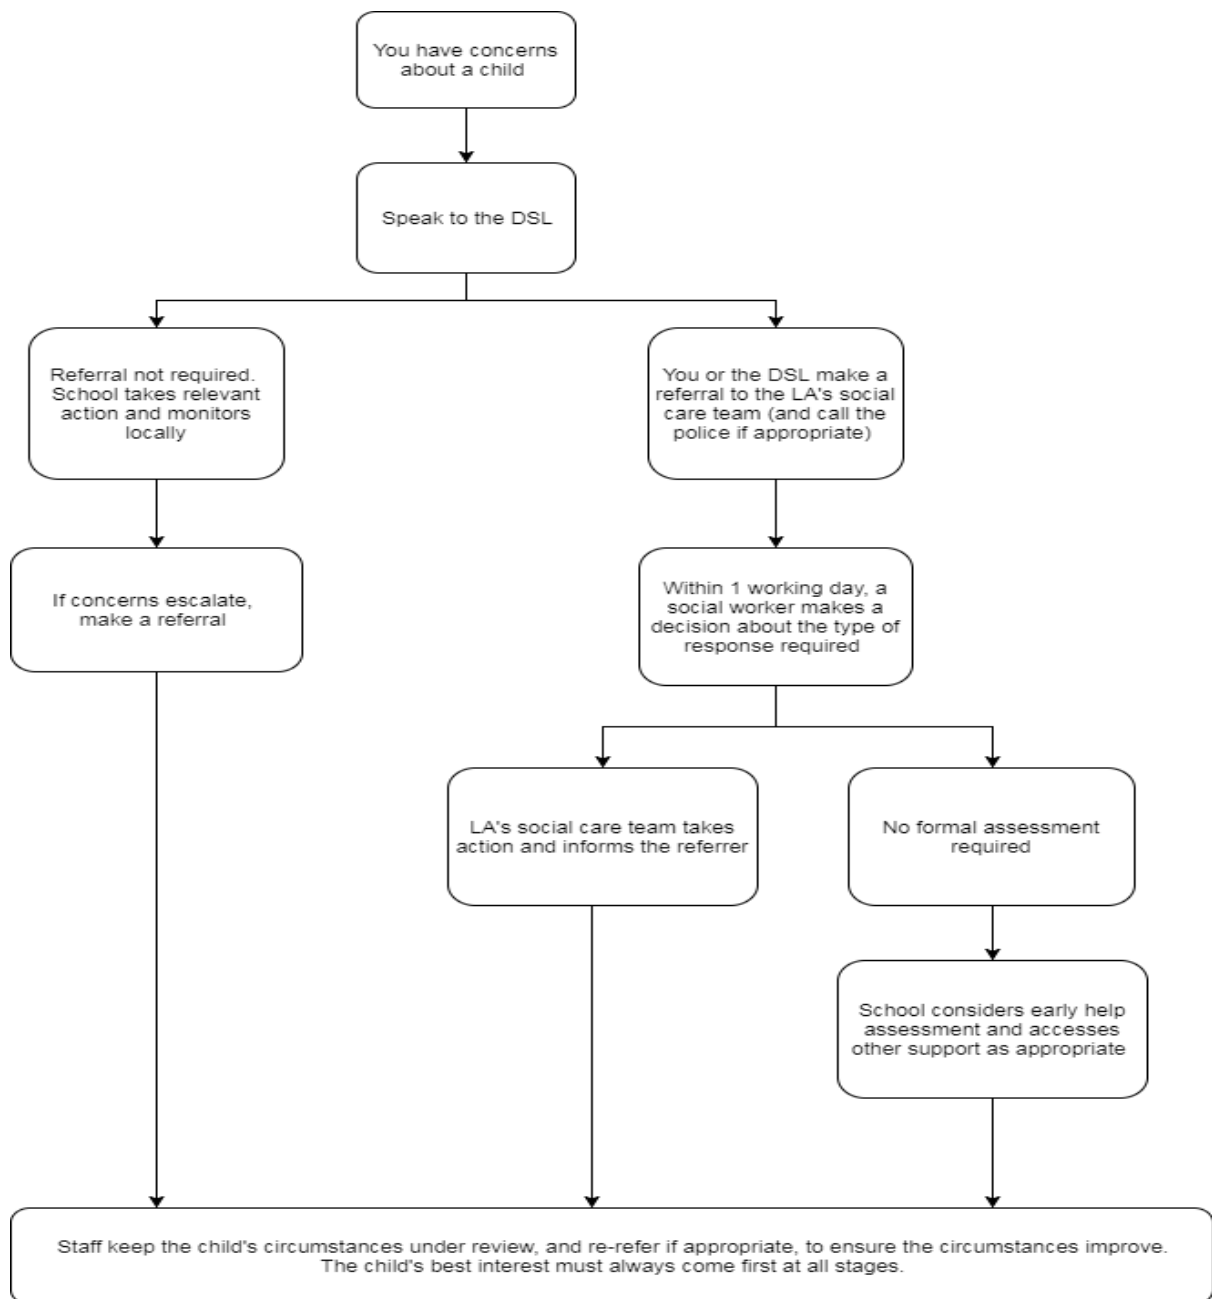 You have concerns
about a child
Speak to the DSL
Referral not required.
School takes relevant
action and monitors
locally
You or the DSL make a
referral to the LA's social
care team (and call the
police if appropriate)
If concerns escalate,
make a referral
Within 1 working day, a
social worker makes a
decision about the type of
response required
LA's social care team takes
action and informs the referrer
No formal assessment
required
School considers early help
assessment and accesses
other support as appropriate
Staff keep the child's circumstances under review, and re-refer if appropriate, to ensure the circumstances improve.
The child's best interest must always come first at all stages.